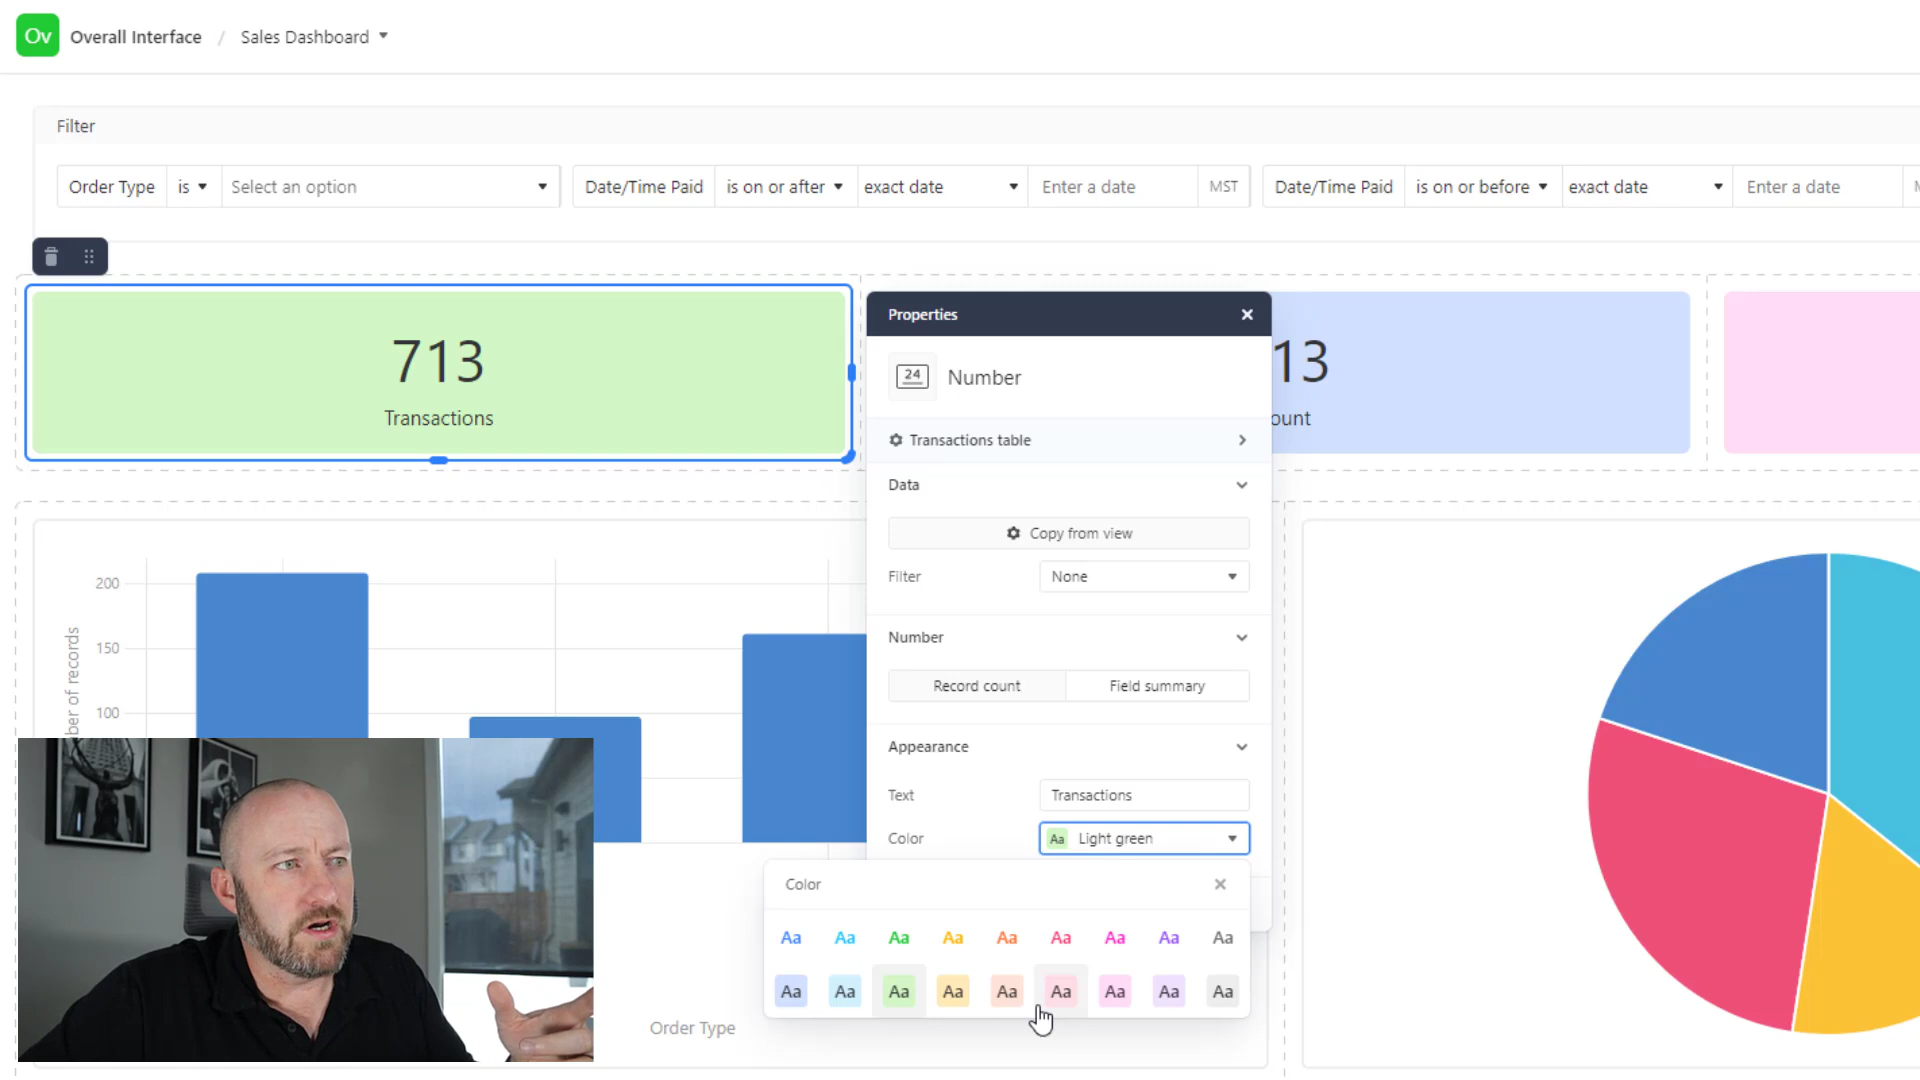 Ov Overall Interface / Sales Dashboard
Filter
Order Type is Select an option Date/Time Paid is on or after exact date Enter a date MST Date/Time Paid is on or before exact date Enter a date
713
Transactions
13
ount
Properties
24 Number
Transactions table
Data
Copy from view
Filter None
Number
Record count Field summary
Appearance
Text Transactions
Color Aa Light green
Color
Aa Aa Aa Aa Aa Aa Aa Aa Aa
Aa Aa Aa Aa Aa Aa Aa Aa Aa
200
150
100
ber of records
Order Type